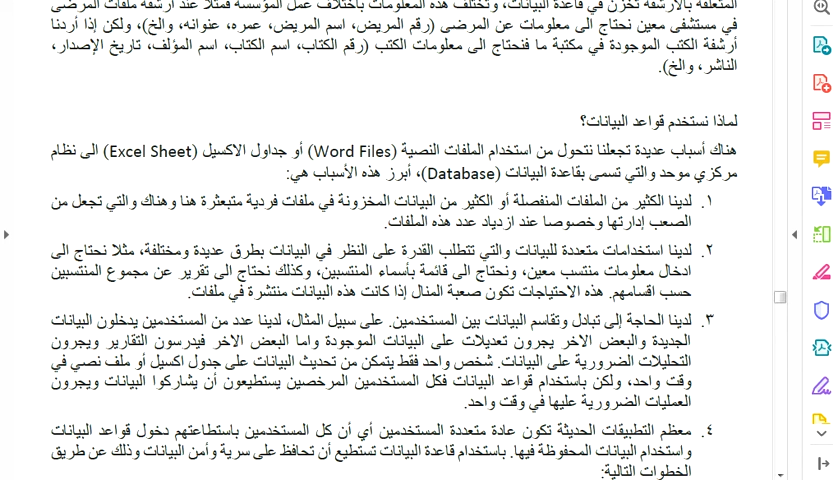 المتعلقة بالأرشفة تخزن في قاعدة البيانات، وتختلف هذه المعلومات باختلاف عمل المؤسسة فمثلا عند ارشفة ملفات المرضى
في مستشفى معين نحتاج الى معلومات عن المرضى (رقم المريض، اسم المريض، عمره، عنوانه، والخ)، ولكن إذا أردنا
أرشفة الكتب الموجودة في مكتبة ما فنحتاج الى معلومات الكتب (رقم الكتاب، اسم الكتاب، اسم المؤلف، تاريخ الإصدار،
الناشر، والخ).
لماذا نستخدم قواعد البيانات؟
هناك أسباب عديدة تجعلنا نتحول من استخدام الملفات النصية (Word Files) أو جداول الاكسيل (Excel Sheet) الى نظام
مركزي موحد والتي تسمى بقاعدة البيانات (Database)، أبرز هذه الأسباب هي:
١. لدينا الكثير من الملفات المنفصلة أو الكثير من البيانات المخزونة في ملفات فردية متبعثرة هنا وهناك والتي تجعل من
الصعب إدارتها وخصوصا عند ازدياد عدد هذه الملفات.
٢. لدينا استخدامات متعددة للبيانات والتي تتطلب القدرة على النظر في البيانات بطرق عديدة ومختلفة، مثلا نحتاج الى
ادخال معلومات منتسب معين، ونحتاج الى قائمة بأسماء المنتسبين، وكذلك نحتاج الى تقرير عن مجموع المنتسبين
حسب اقسامهم. هذه الاحتياجات تكون صعبة المنال إذا كانت هذه البيانات منتشرة في ملفات.
٣. لدينا الحاجة إلى تبادل وتقاسم البيانات بين المستخدمين. على سبيل المثال، لدينا عدد من المستخدمين يدخلون البيانات
الجديدة والبعض الاخر يجرون تعديلات على البيانات الموجودة واما البعض الاخر فيدرسون التقارير ويجرون
التحليلات الضرورية على البيانات. شخص واحد فقط يتمكن من تحديث البيانات على جدول اكسيل أو ملف نصي في
وقت واحد، ولكن باستخدام قواعد البيانات فكل المستخدمين المرخصين يستطيعون أن يشاركوا البيانات ويجرون
العمليات الضرورية عليها في وقت واحد.
٤. معظم التطبيقات الحديثة تكون عادة متعددة المستخدمين أي أن كل المستخدمين باستطاعتهم دخول قواعد البيانات
واستخدام البيانات المحفوظة فيها. باستخدام قاعدة البيانات تستطيع أن تحافظ على سرية وأمن البيانات وذلك عن طريق
الخطوات التالية: